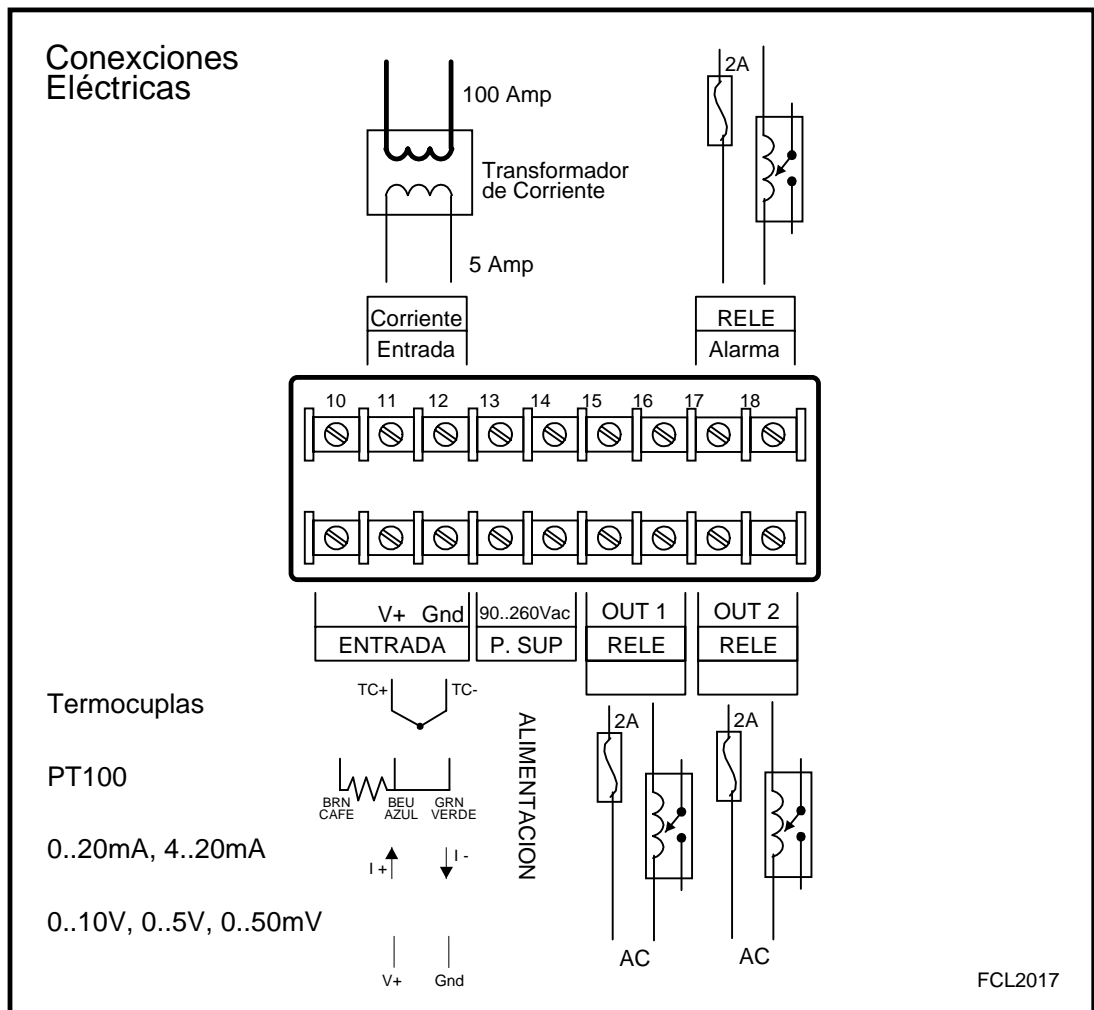 Conexciones
Eléctricas
100 Amp
2A
Transformador
de Corriente
5 Amp
Corriente
Entrada
RELE
Alarma
10 11 12 13 14 15 16 17 18
V+ Gnd
90..260Vac
OUT 1
OUT 2
ENTRADA
P. SUP
RELE
RELE
TC+ TC-
Termocuplas
ALIMENTACION
2A
2A
PT100
BRN
CAFE
BEU
AZUL
GRN
VERDE
0..20mA, 4..20mA
I +
I -
0..10V, 0..5V, 0..50mV
V+ Gnd
AC
AC
FCL2017